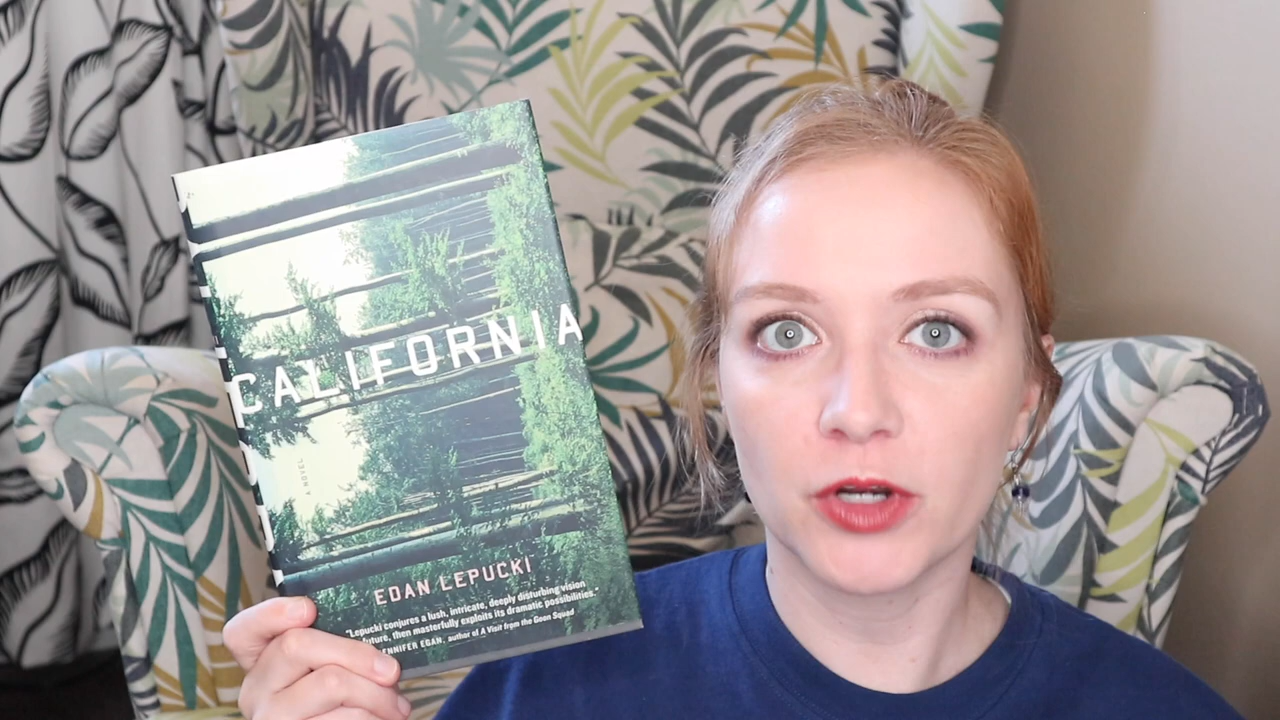 CALIFORNIA
A NOVEL
EDAN LEPUCKI
"Lepucki conjures a lush, intricate, deeply disturbing vision
future, then masterfully exploits its dramatic possibilities."
JENNIFER EGAN, author of A Visit from the Goon Squad